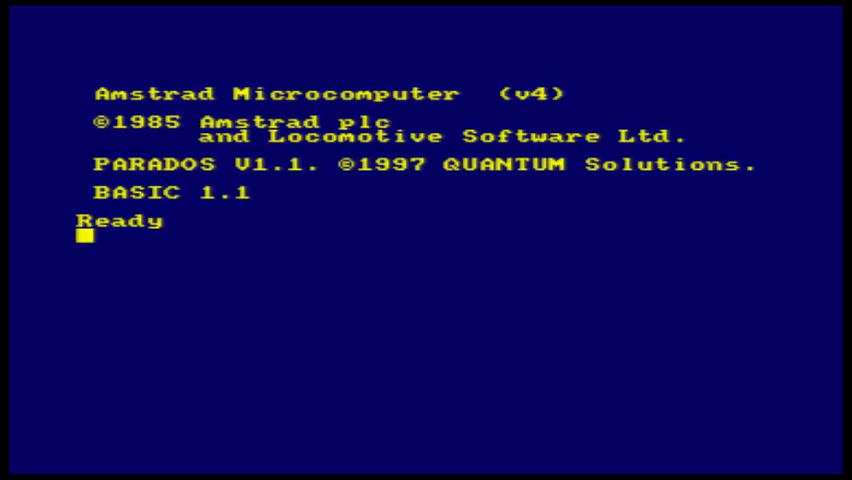 Amstrad Microcomputer (v4)
©1985 Amstrad plc
and Locomotive Software Ltd.
PARADOS V1.1. ©1997 QUANTUM Solutions.
BASIC 1.1
Ready